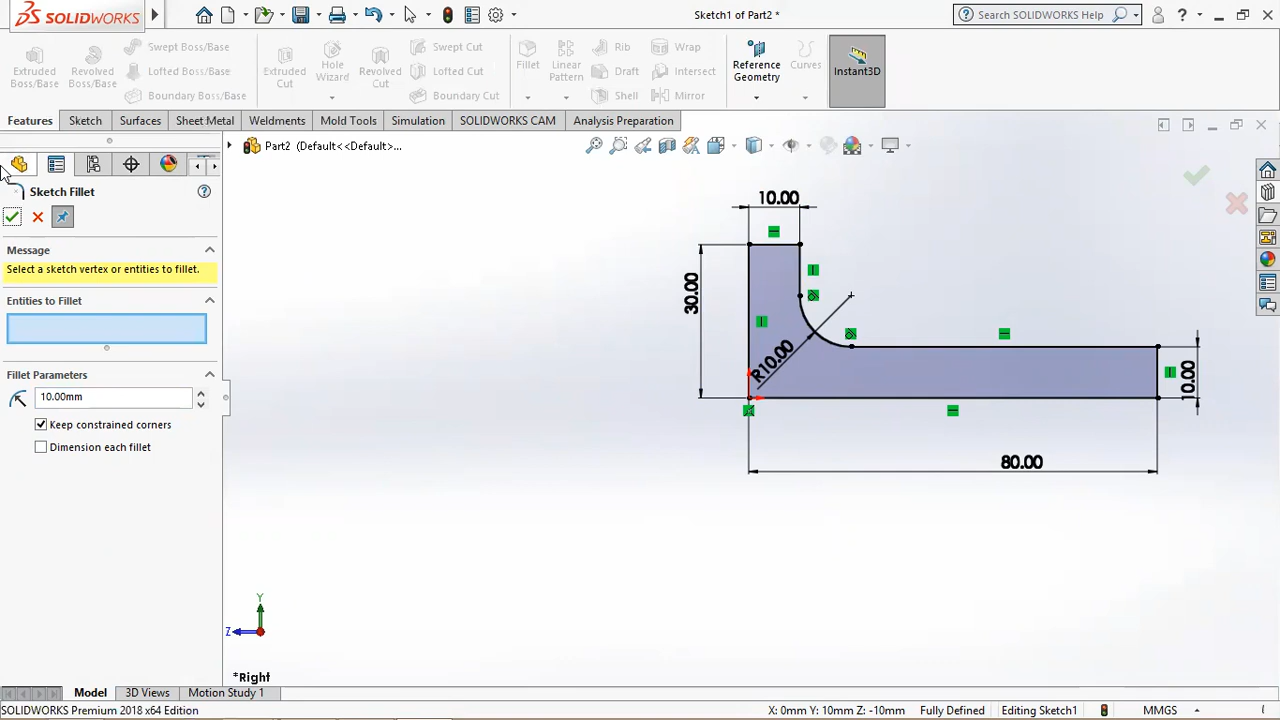 SOLIDWORKS
Sketch1 of Part2 *
Search SOLIDWORKS Help
?
Extruded Boss/Base
Revolved Boss/Base
Swept Boss/Base
Lofted Boss/Base
Boundary Boss/Base
Extruded Cut
Hole Wizard
Revolved Cut
Swept Cut
Lofted Cut
Boundary Cut
Fillet
Linear Pattern
Rib
Draft
Shell
Wrap
Intersect
Mirror
Reference Geometry
Curves
Instant3D
Features
Sketch
Surfaces
Sheet Metal
Weldments
Mold Tools
Simulation
SOLIDWORKS CAM
Analysis Preparation
Part2 (Default<<Default>...
Sketch Fillet
?
Message
Select a sketch vertex or entities to fillet.
Entities to Fillet
Fillet Parameters
10.00mm
Keep constrained corners
Dimension each fillet
10.00
30.00
R10.00
10.00
80.00
Y
Z
*Right
Model
3D Views
Motion Study 1
SOLIDWORKS Premium 2018 x64 Edition
X: 0mm Y: 10mm Z: -10mm
Fully Defined
Editing Sketch1
MMGS